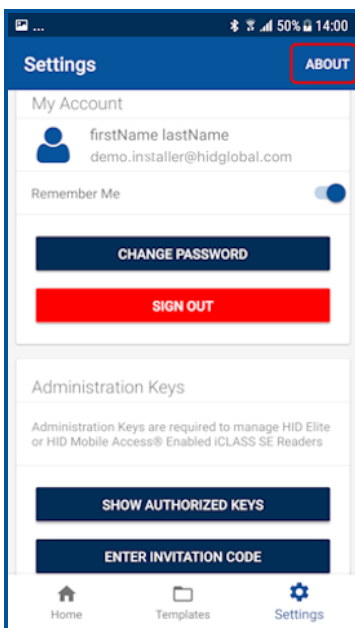 ... 50% 14:00
Settings ABOUT
My Account
firstName lastName
demo.installer@hidglobal.com
Remember Me
CHANGE PASSWORD
SIGN OUT
Administration Keys
Administration Keys are required to manage HID Elite
or HID Mobile Access® Enabled iCLASS SE Readers
SHOW AUTHORIZED KEYS
ENTER INVITATION CODE
Home Templates Settings